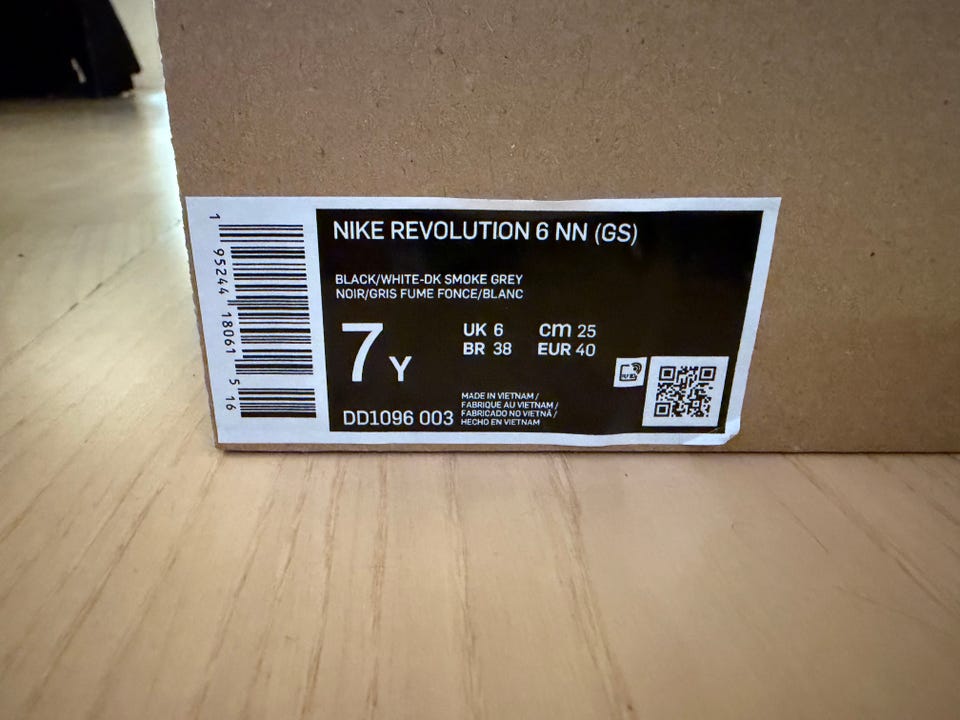 NIKE REVOLUTION 6 NN (GS)
BLACK/WHITE-DK SMOKE GREY
NOIR/GRIS FUME FONCE/BLANC
7Y
UK 6 cm 25
BR 38 EUR 40
DD1096 003
MADE IN VIETNAM /
FABRIQUE AU VIETNAM /
FABRICADO NO VIETNÃ /
HECHO EN VIETNAM
1 95244 18061 5 16